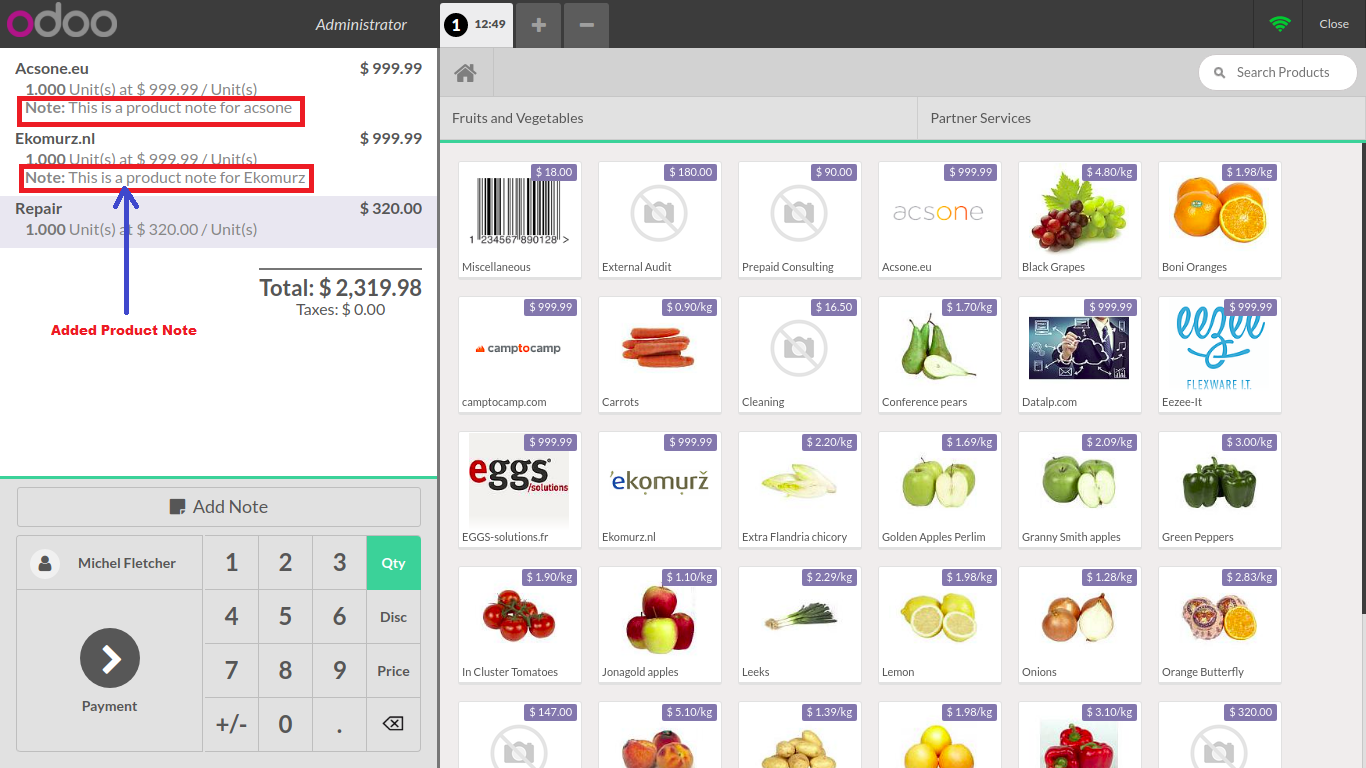 odoo
Administrator
1 12:49
Close
Acsone.eu $ 999.99
1.000 Unit(s) at $ 999.99 / Unit(s)
Note: This is a product note for acsone
Ekomurz.nl $ 999.99
1.000 Unit(s) at $ 999.99 / Unit(s)
Note: This is a product note for Ekomurz
Repair $ 320.00
1.000 Unit(s) at $ 320.00 / Unit(s)
Total: $ 2,319.98
Taxes: $ 0.00
Added Product Note
Add Note
Michel Fletcher
Payment
1 2 3 Qty
4 5 6 Disc
7 8 9 Price
+/- 0 .
Search Products
Fruits and Vegetables
Partner Services
$ 18.00
1 234567 890128 >
Miscellaneous
$ 180.00
External Audit
$ 90.00
Prepaid Consulting
$ 999.99
acsone
Acsone.eu
$ 4.80/kg
Black Grapes
$ 1.98/kg
Boni Oranges
$ 999.99
camptocamp
camptocamp.com
$ 0.90/kg
Carrots
$ 16.50
Cleaning
$ 1.70/kg
Conference pears
$ 999.99
Datalp.com
$ 999.99
eezee
FLEXWARE I.T.
Eezee-It
$ 999.99
eggs
/solutions
EGGS-solutions.fr
$ 999.99
'ekomurž
Ekomurz.nl
$ 2.20/kg
Extra Flandria chicory
$ 1.69/kg
Golden Apples Perlim
$ 2.09/kg
Granny Smith apples
$ 3.00/kg
Green Peppers
$ 1.90/kg
In Cluster Tomatoes
$ 1.10/kg
Jonagold apples
$ 2.29/kg
Leeks
$ 1.98/kg
Lemon
$ 1.28/kg
Onions
$ 2.83/kg
Orange Butterfly
$ 147.00
$ 5.10/kg
$ 1.39/kg
$ 1.98/kg
$ 3.10/kg
$ 320.00